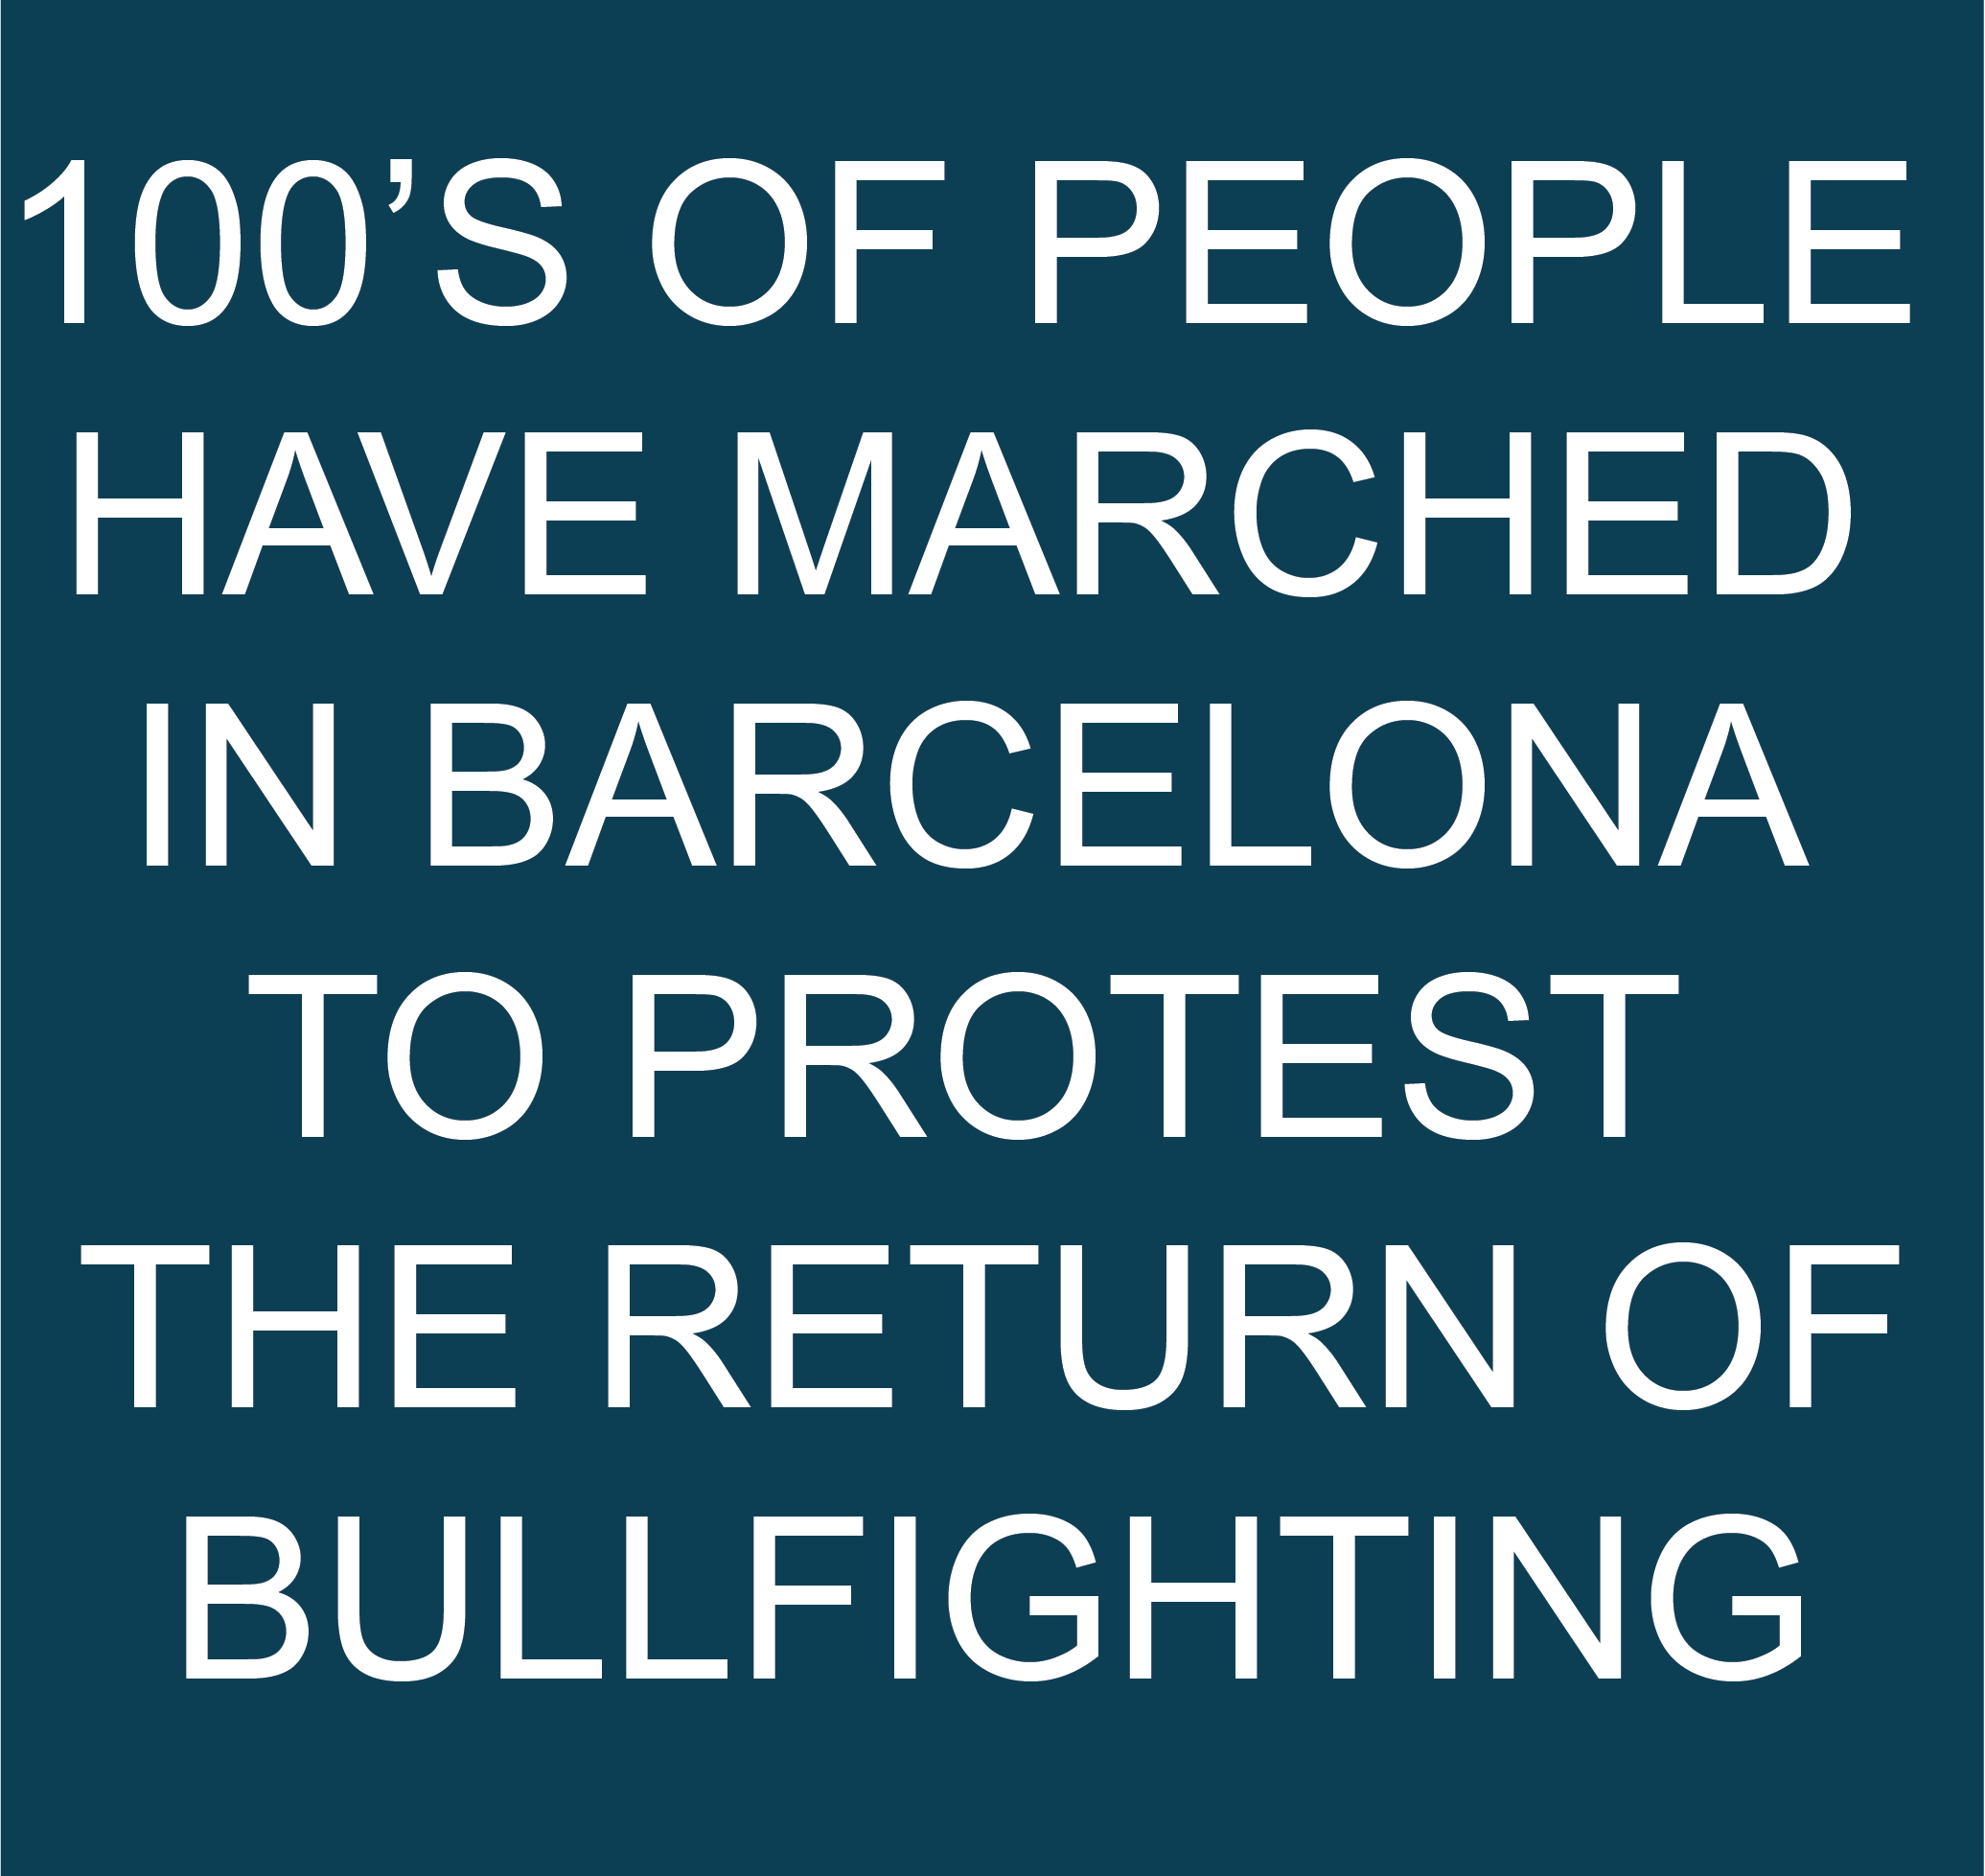 100’S OF PEOPLE
HAVE MARCHED
IN BARCELONA
TO PROTEST
THE RETURN OF
BULLFIGHTING